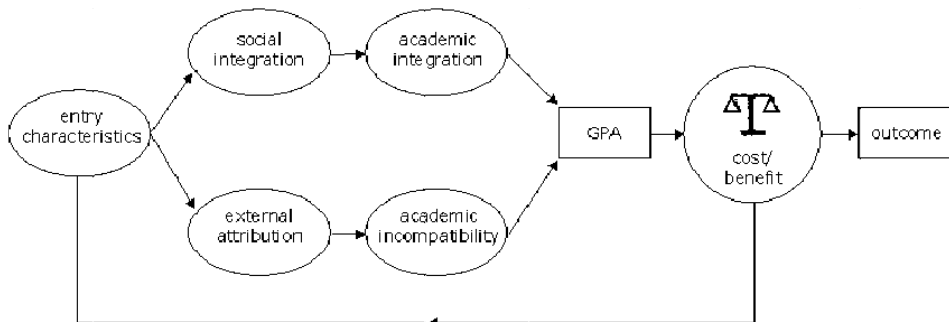 social
integration
academic
integration
entry
characteristics
GPA
cost/
benefit
outcome
external
attribution
academic
incompatibility